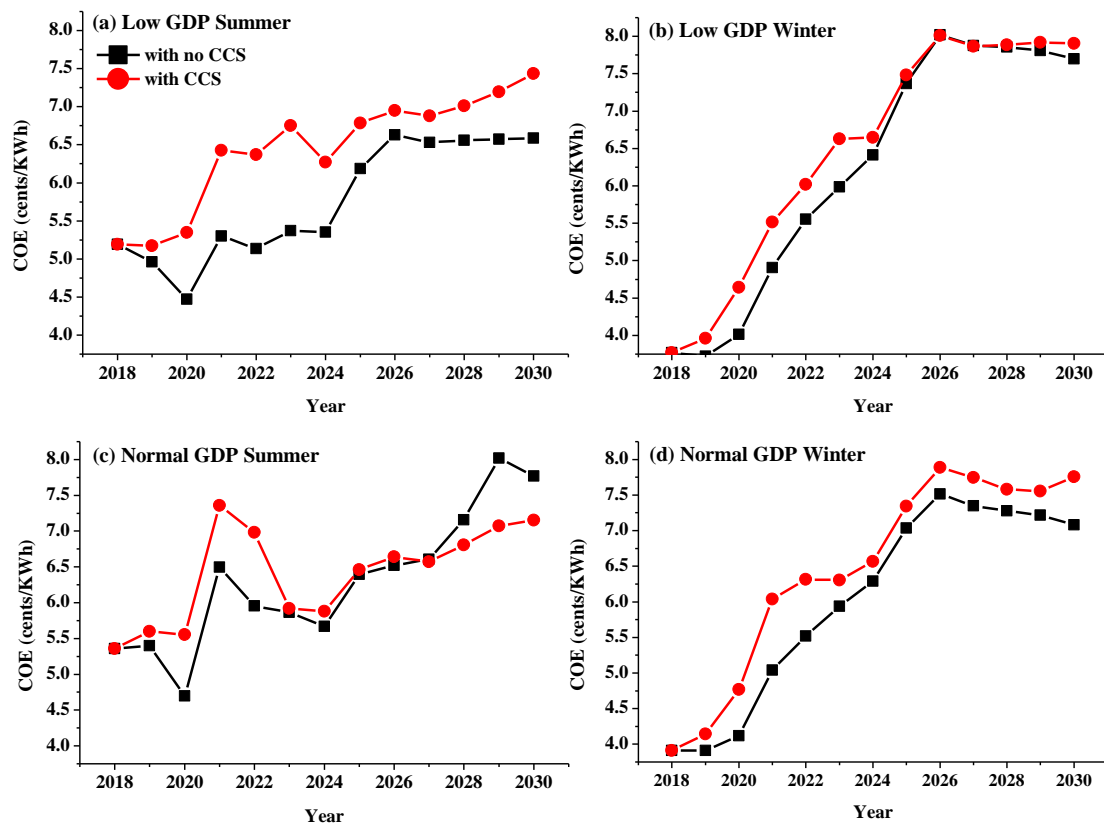 (a) Low GDP Summer
with no CCS
with CCS
COE (cents/KWh)
7.5
7.0
6.5
6.0
5.5
5.0
4.5
4.0
8.0
2018 2020 2022 2024 2026 2028 2030
Year
(b) Low GDP Winter
COE (cents/KWh)
8.0
7.5
7.0
6.5
6.0
5.5
5.0
4.5
4.0
2018 2020 2022 2024 2026 2028 2030
Year
(c) Normal GDP Summer
COE (cents/KWh)
8.0
7.5
7.0
6.5
6.0
5.5
5.0
4.5
4.0
2018 2020 2022 2024 2026 2028 2030
Year
(d) Normal GDP Winter
COE (cents/KWh)
8.0
7.5
7.0
6.5
6.0
5.5
5.0
4.5
4.0
2018 2020 2022 2024 2026 2028 2030
Year